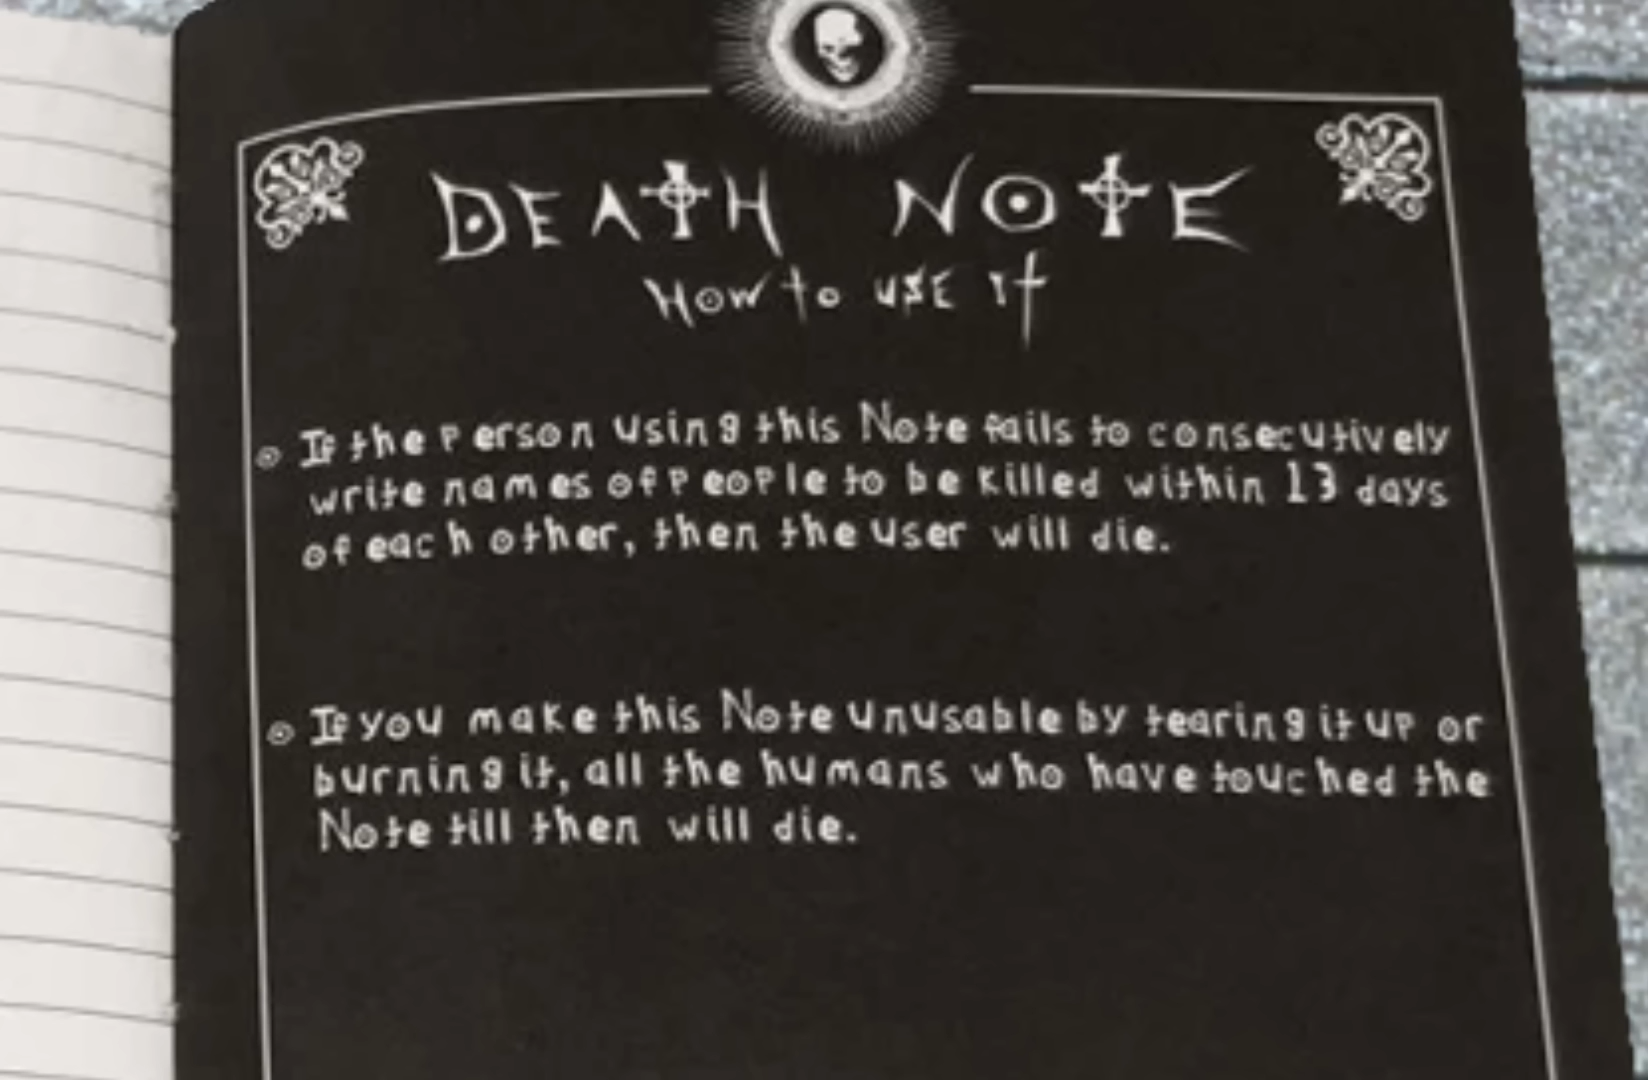 DEATH NOTE
How to use it
If the person using this Note fails to consecutively
write names of people to be killed within 13 days
of each other, then the user will die.
If you make this Note unusable by tearing it up or
burning it, all the humans who have touched the
Note till then will die.